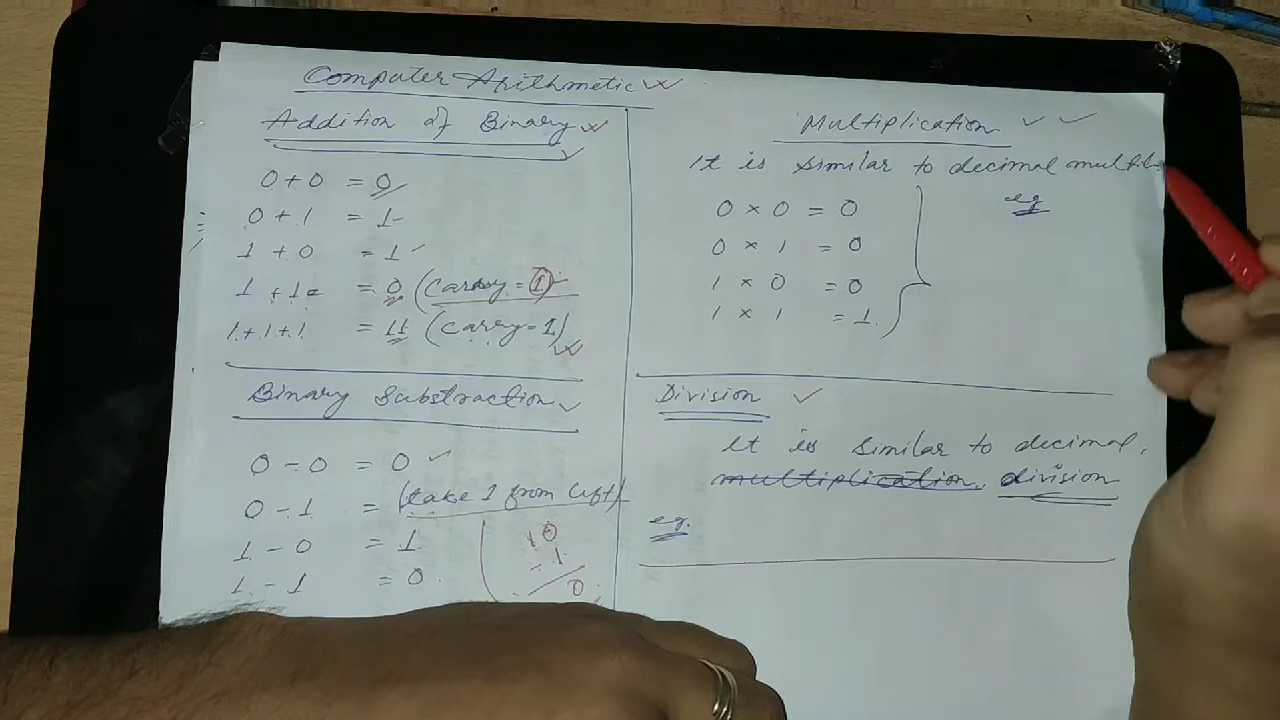 Computer Arithmetic
Addition of Binary
0 + 0 = 0
0 + 1 = 1
1 + 0 = 1
1 + 1 = = 0 (Carry = 1)
1 + 1 + 1 = 11 (Carry = 1)
Binary Substraction
0 - 0 = 0
0 - 1 = (take 1 from left)
1 - 0 = 1
1 - 1 = 0
10
- 1
0
Multiplication
It is similar to decimal
eg
0 × 0 = 0
0 × 1 = 0
1 × 0 = 0
1 × 1 = 1.
Division
It is similar to decimal.
multiplication. division
eg.